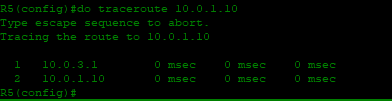 R5(config)#do traceroute 10.0.1.10
Type escape sequence to abort.
Tracing the route to 10.0.1.10
1 10.0.3.1 0 msec 0 msec 0 msec
2 10.0.1.10 0 msec 0 msec 0 msec
R5(config)#